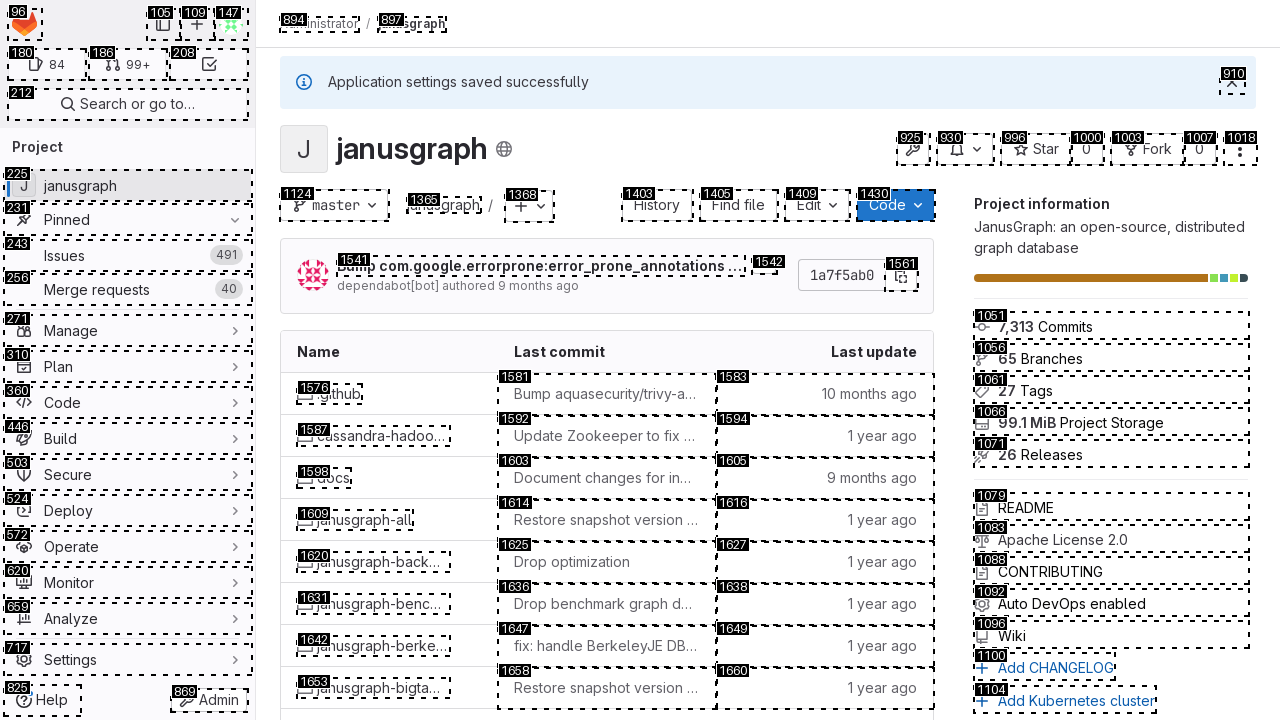 96
105
109
147
180 84
186 99+
208
212
Search or go to…
Project
225 J janusgraph
231 Pinned
243 Issues 491
256 Merge requests 40
271 Manage
310 Plan
360 Code
446 Build
503 Secure
524 Deploy
572 Operate
620 Monitor
659 Analyze
717 Settings
825 Help
869 Admin
894 Administrator / 897 janusgraph
Application settings saved successfully
910
J janusgraph
925
930
996 Star 1000 0
1003 Fork 1007 0
1018
1124 master
1365 janusgraph /
1368
1403 History
1405 Find file
1409 Edit
1430 Code
1541 Bump com.google.errorprone:error_prone_annotations … 1542
dependabot[bot] authored 9 months ago
1a7f5ab0
1561
Name Last commit Last update
1576 .github 1581 Bump aquasecurity/trivy-a… 1583 10 months ago
1587 cassandra-hadoo… 1592 Update Zookeeper to fix … 1594 1 year ago
1598 docs 1603 Document changes for in… 1605 9 months ago
1609 janusgraph-all 1614 Restore snapshot version … 1616 1 year ago
1620 janusgraph-back… 1625 Drop optimization 1627 1 year ago
1631 janusgraph-benc… 1636 Drop benchmark graph d… 1638 1 year ago
1642 janusgraph-berke… 1647 fix: handle BerkeleyJE DB… 1649 1 year ago
1653 janusgraph-bigta… 1658 Restore snapshot version … 1660 1 year ago
Project information
JanusGraph: an open-source, distributed
graph database
1051 7,313 Commits
1056 65 Branches
1061 27 Tags
1066 99.1 MiB Project Storage
1071 26 Releases
1079 README
1083 Apache License 2.0
1088 CONTRIBUTING
1092 Auto DevOps enabled
1096 Wiki
1100 Add CHANGELOG
1104 Add Kubernetes cluster